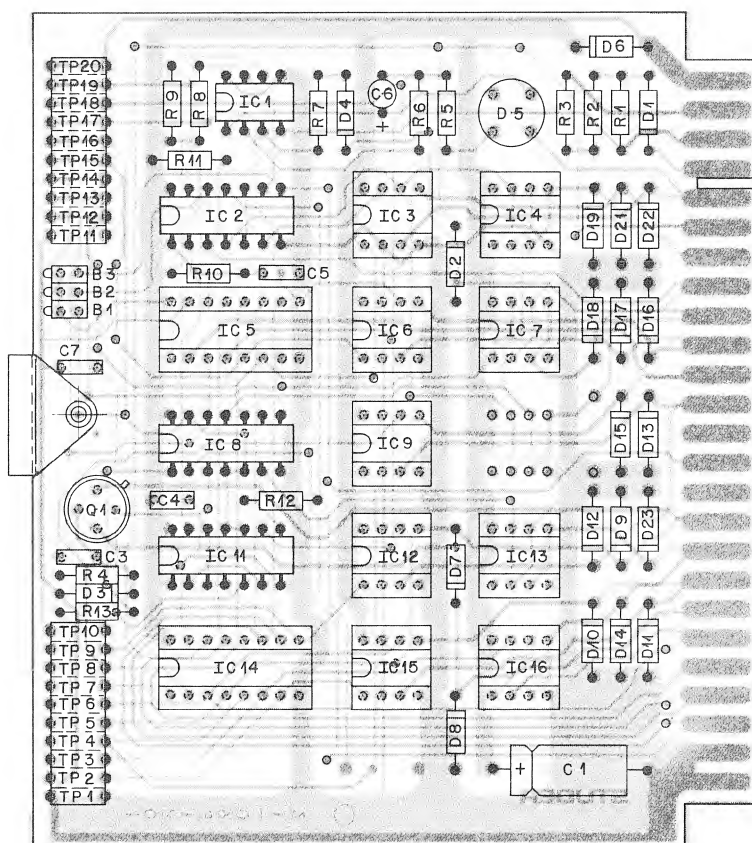 D6
TP20
TP19
TP18
TP17
TP16
TP15
TP14
TP13
TP12
TP11
R9
R8
IC1
R7
D4
C6
+
R6
R5
D5
R3
R2
R1
D1
R11
IC2
IC3
IC4
D2
D19
D21
D22
B3
B2
B1
R10
C5
IC5
IC6
IC7
D18
D17
D16
C7
IC8
IC9
D15
D13
Q1
C4
R12
D12
D9
D23
C3
IC11
IC12
D7
IC13
R4
D3
R13
TP10
TP9
TP8
TP7
TP6
TP5
TP4
TP3
TP2
TP1
IC14
IC15
IC16
D10
D14
D11
D8
+
C1